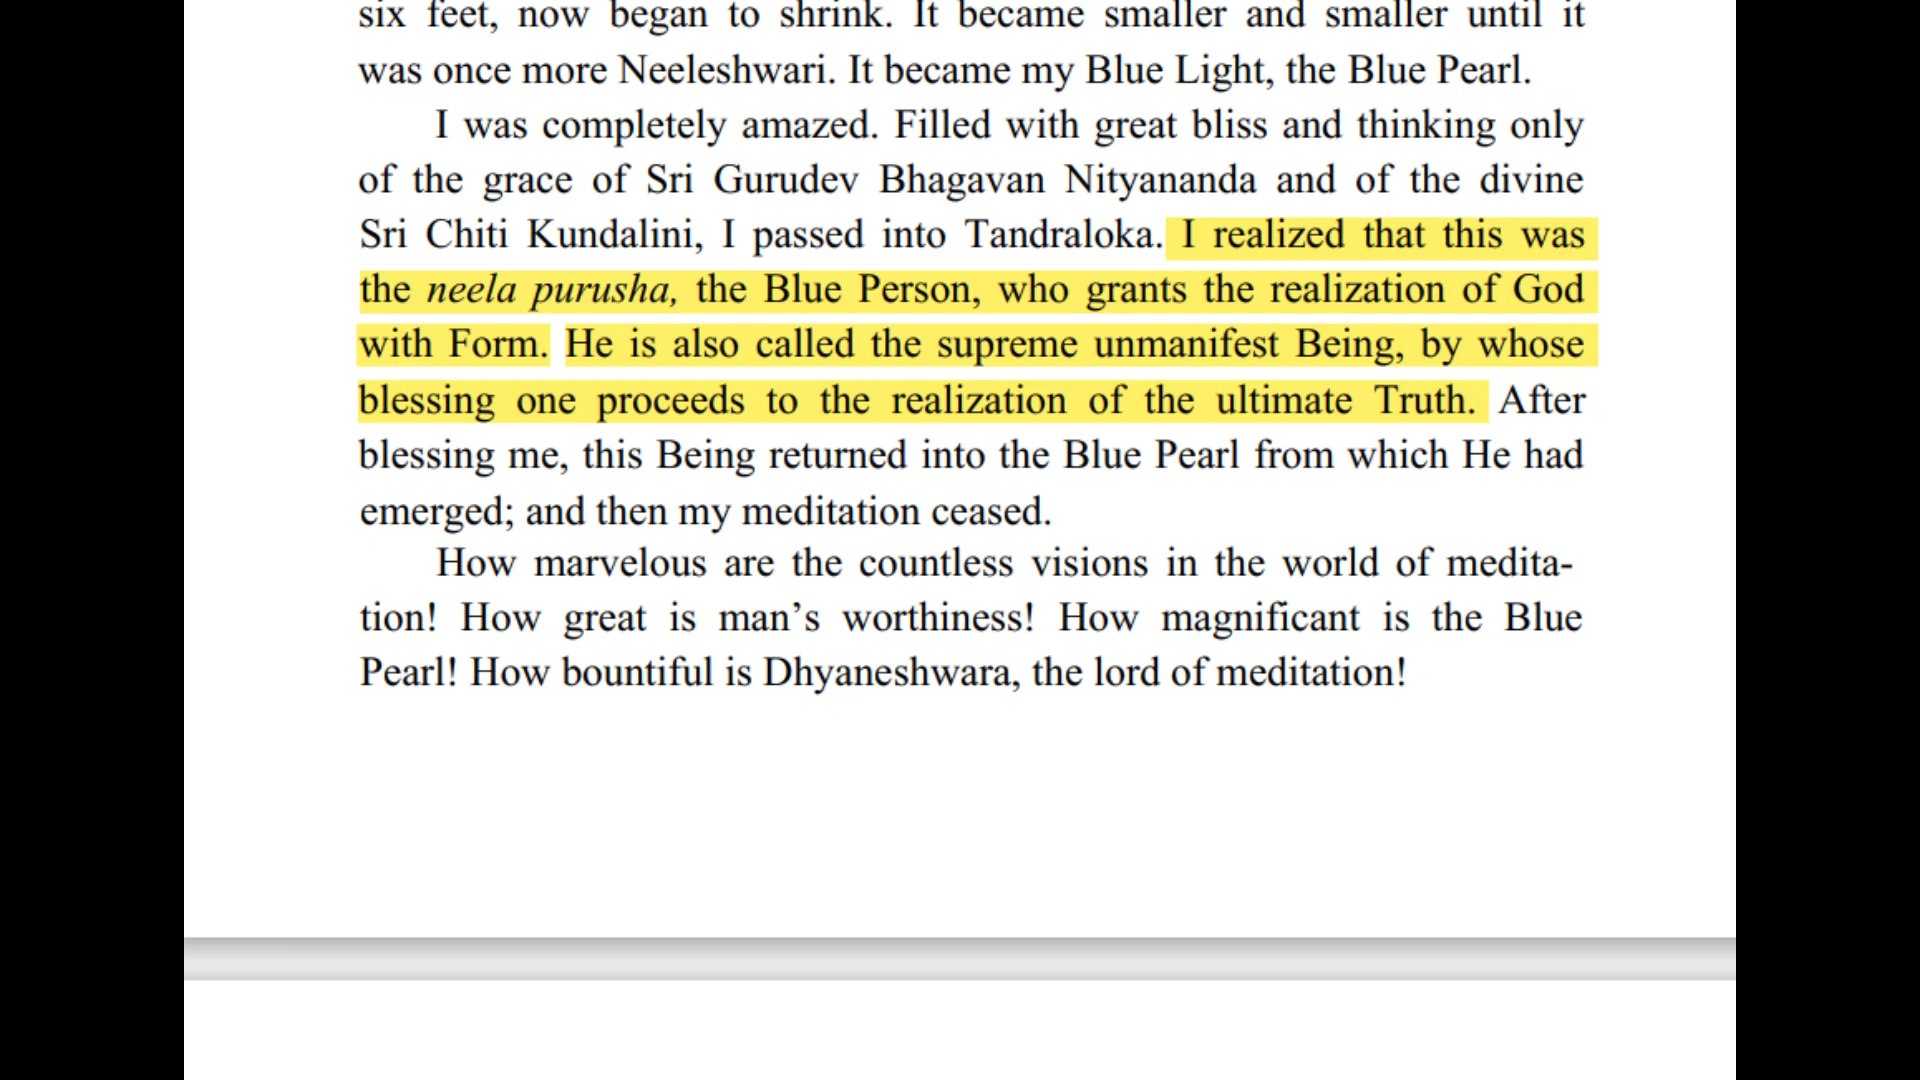 six feet, now began to shrink. It became smaller and smaller until it
was once more Neeleshwari. It became my Blue Light, the Blue Pearl.
I was completely amazed. Filled with great bliss and thinking only
of the grace of Sri Gurudev Bhagavan Nityananda and of the divine
Sri Chiti Kundalini, I passed into Tandraloka. I realized that this was
the neela purusha, the Blue Person, who grants the realization of God
with Form. He is also called the supreme unmanifest Being, by whose
blessing one proceeds to the realization of the ultimate Truth. After
blessing me, this Being returned into the Blue Pearl from which He had
emerged; and then my meditation ceased.
How marvelous are the countless visions in the world of medita-
tion! How great is man’s worthiness! How magnificant is the Blue
Pearl! How bountiful is Dhyaneshwara, the lord of meditation!